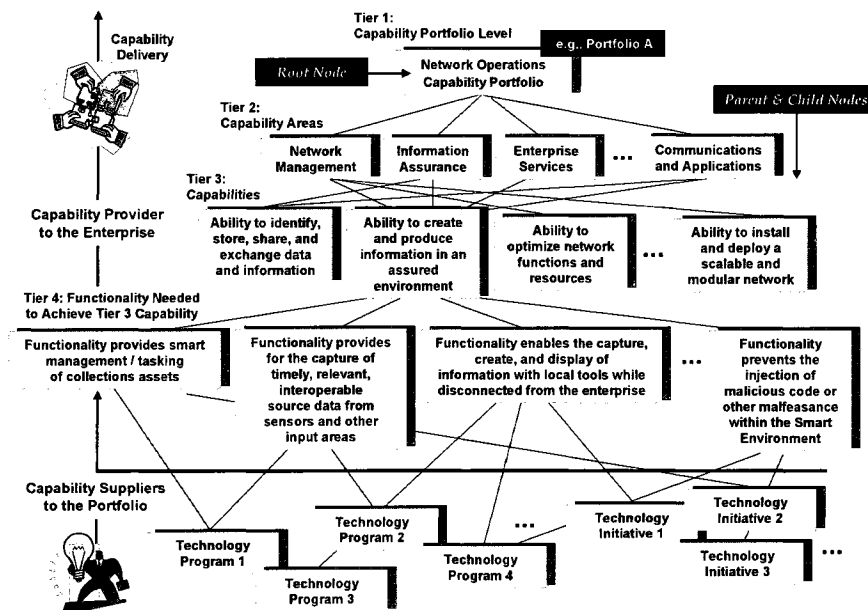 Tier 1:
Capability Portfolio Level
Capability
Delivery
e.g., Portfolio A
Root Node
Network Operations
Capability Portfolio
Parent & Child Nodes
Tier 2:
Capability Areas
Network
Management
Information
Assurance
Enterprise
Services
...
Communications
and Applications
Tier 3:
Capabilities
Capability Provider
to the Enterprise
Ability to identify,
store, share, and
exchange data
and information
Ability to create
and produce
information in an
assured
environment
Ability to
optimize network
functions and
resources
...
Ability to install
and deploy a
scalable and
modular network
Tier 4: Functionality Needed
to Achieve Tier 3 Capability
Functionality provides smart
management / tasking
of collections assets
Functionality provides
for the capture of
timely, relevant,
interoperable
source data from
sensors and other
input areas
Functionality enables the capture,
create, and display of
information with local tools while
disconnected from the enterprise
...
Functionality
prevents the
injection of
malicious code or
other malfeasance
within the Smart
Environment
Capability Suppliers
to the Portfolio
Technology
Program 1
Technology
Program 2
Technology
Program 3
...
Technology
Program 4
Technology
Initiative 1
Technology
Initiative 2
Technology
Initiative 3
...